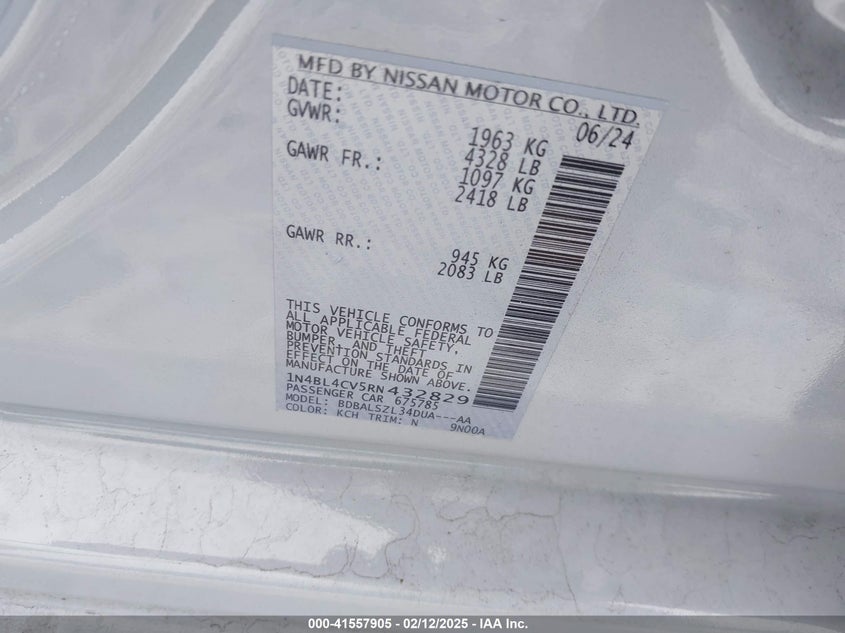 MFD BY NISSAN MOTOR CO., LTD.
DATE: 06/24
GVWR: 1963 KG
4328 LB
GAWR FR.: 1097 KG
2418 LB
GAWR RR.: 945 KG
2083 LB
THIS VEHICLE CONFORMS TO
ALL APPLICABLE FEDERAL
MOTOR VEHICLE SAFETY,
BUMPER, AND THEFT
PREVENTION STANDARDS IN
EFFECT ON THE DATE OF
MANUFACTURE SHOWN ABOVE.
1N4BL4CV5RN432829
PASSENGER CAR 675785
MODEL: BDBALSZL34DUA---AA
COLOR: KCH TRIM: N 9N00A
000-41557905 - 02/12/2025 - IAA Inc.